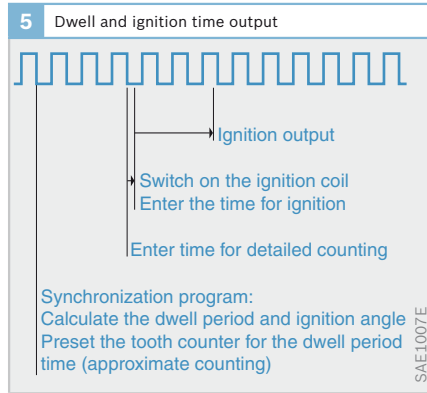 5 Dwell and ignition time output
Ignition output
Switch on the ignition coil
Enter the time for ignition
Enter time for detailed counting
Synchronization program:
Calculate the dwell period and ignition angle
Preset the tooth counter for the dwell period
time (approximate counting)
SAE1007E